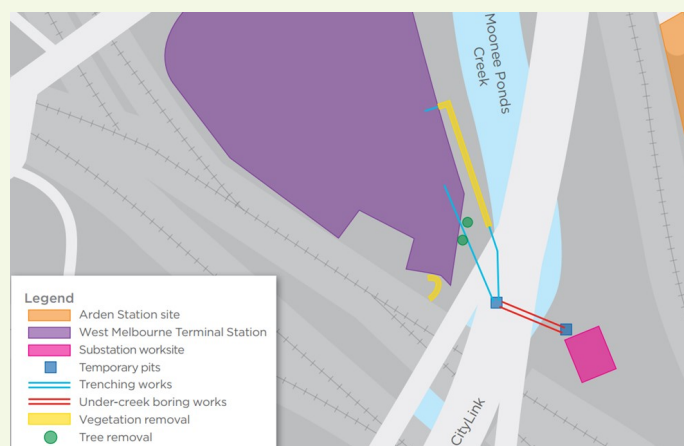 Moonee Ponds
Creek
CityLink
Legend
Arden Station site
West Melbourne Terminal Station
Substation worksite
Temporary pits
Trenching works
Under-creek boring works
Vegetation removal
Tree removal